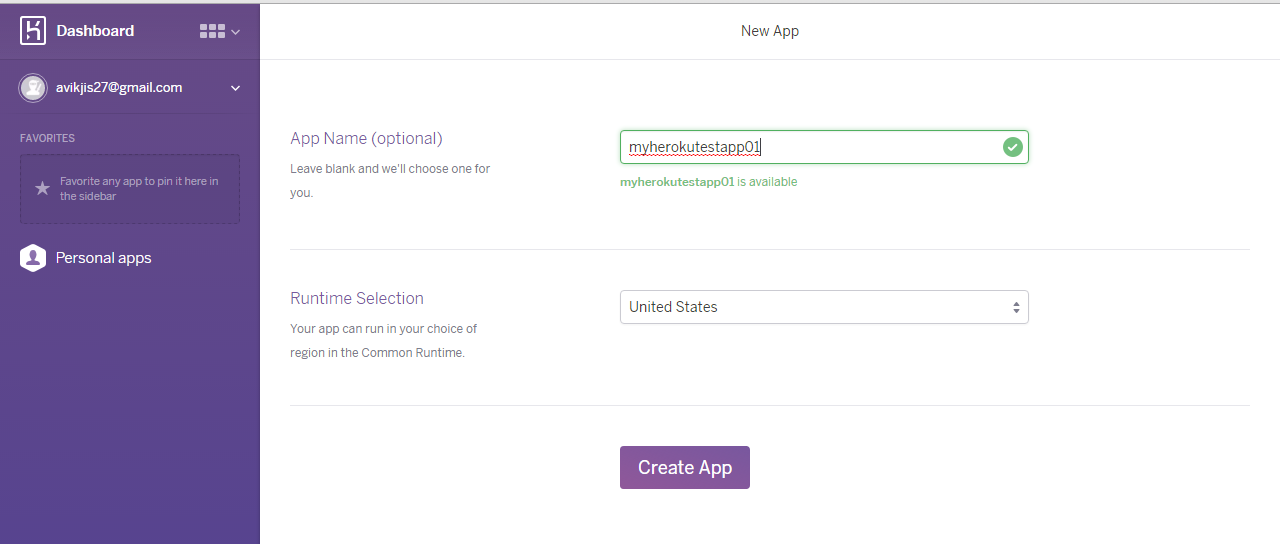 Dashboard
avikjis27@gmail.com
FAVORITES
Favorite any app to pin it here in
the sidebar
Personal apps
New App
App Name (optional)
Leave blank and we'll choose one for
you.
myherokutestapp01
myherokutestapp01 is available
Runtime Selection
Your app can run in your choice of
region in the Common Runtime.
United States
Create App